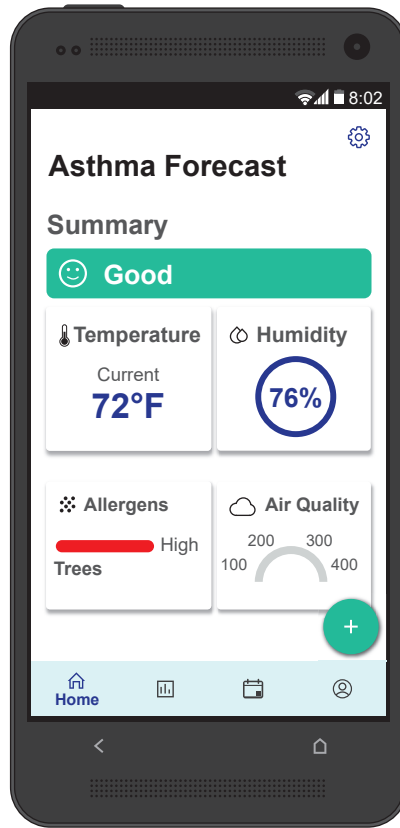 8:02
Asthma Forecast
Summary
Good
Temperature
Current
72°F
Humidity
76%
Allergens
High
Trees
Air Quality
200 300
100 400
+
Home